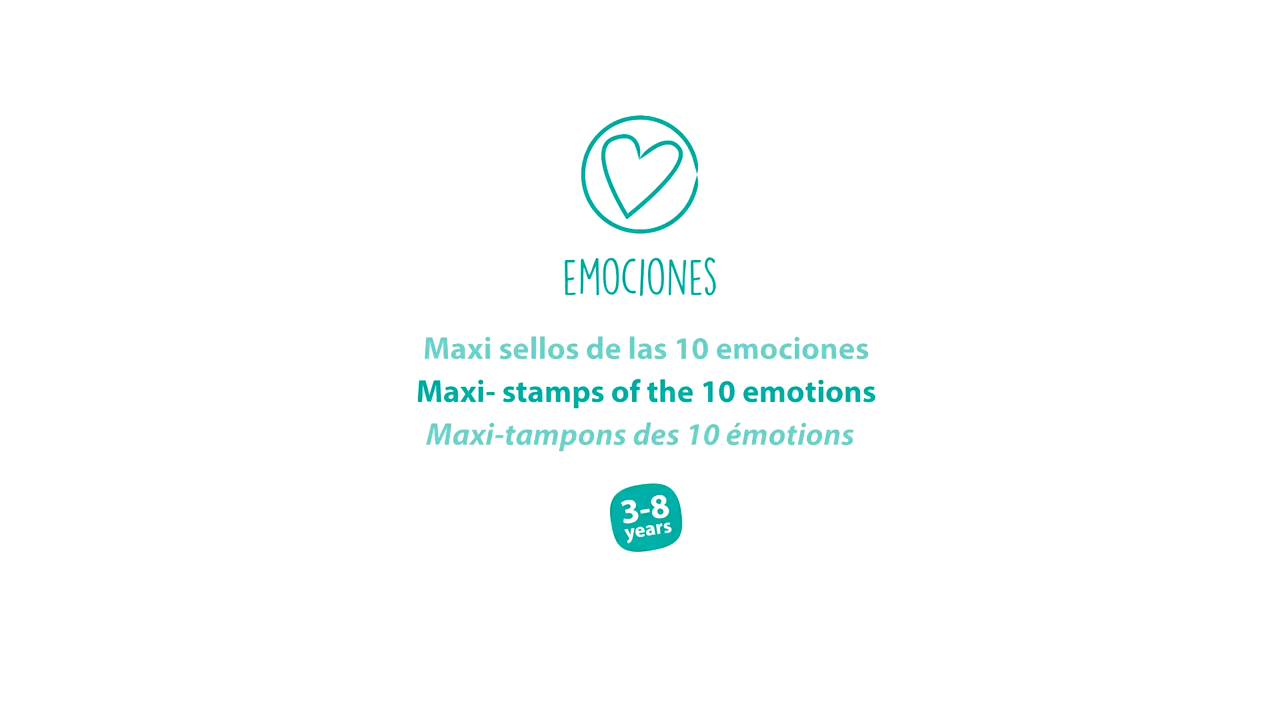 EMOCIONES
Maxi sellos de las 10 emociones
Maxi- stamps of the 10 emotions
Maxi-tampons des 10 émotions
3-8
years